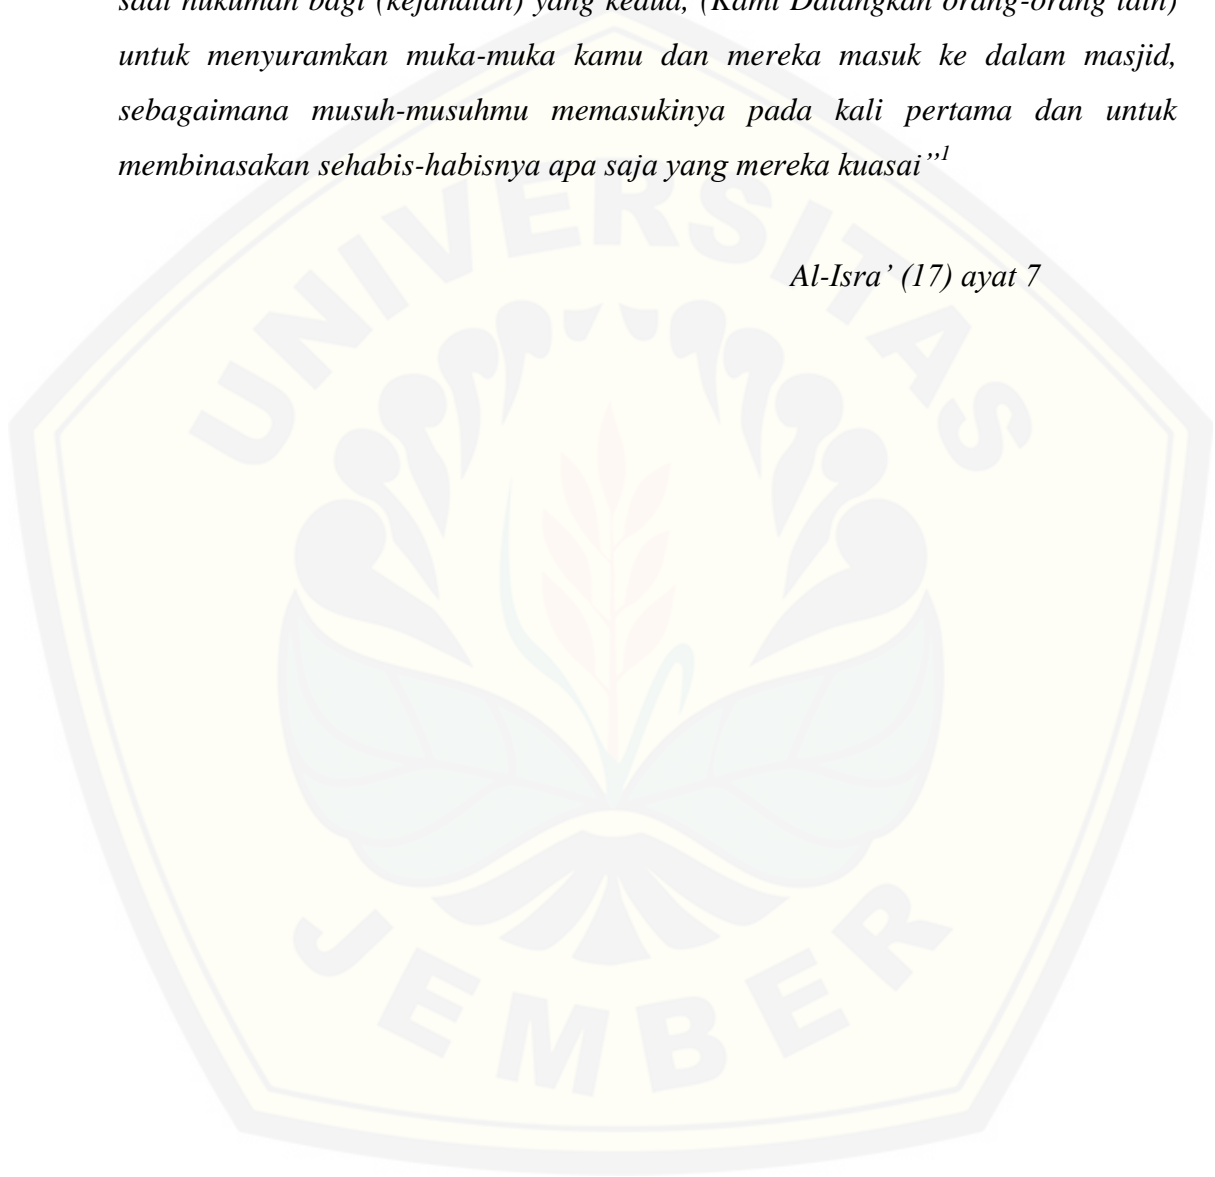 saat hukuman bagi (kejahatan) yang kedua, (Kami Datangkan orang-orang lain)
untuk menyuramkan muka-muka kamu dan mereka masuk ke dalam masjid,
sebagaimana musuh-musuhmu memasukinya pada kali pertama dan untuk
membinasakan sehabis-habisnya apa saja yang mereka kuasai”1
Al-Isra’ (17) ayat 7
UNIVERSITAS
JEMBER